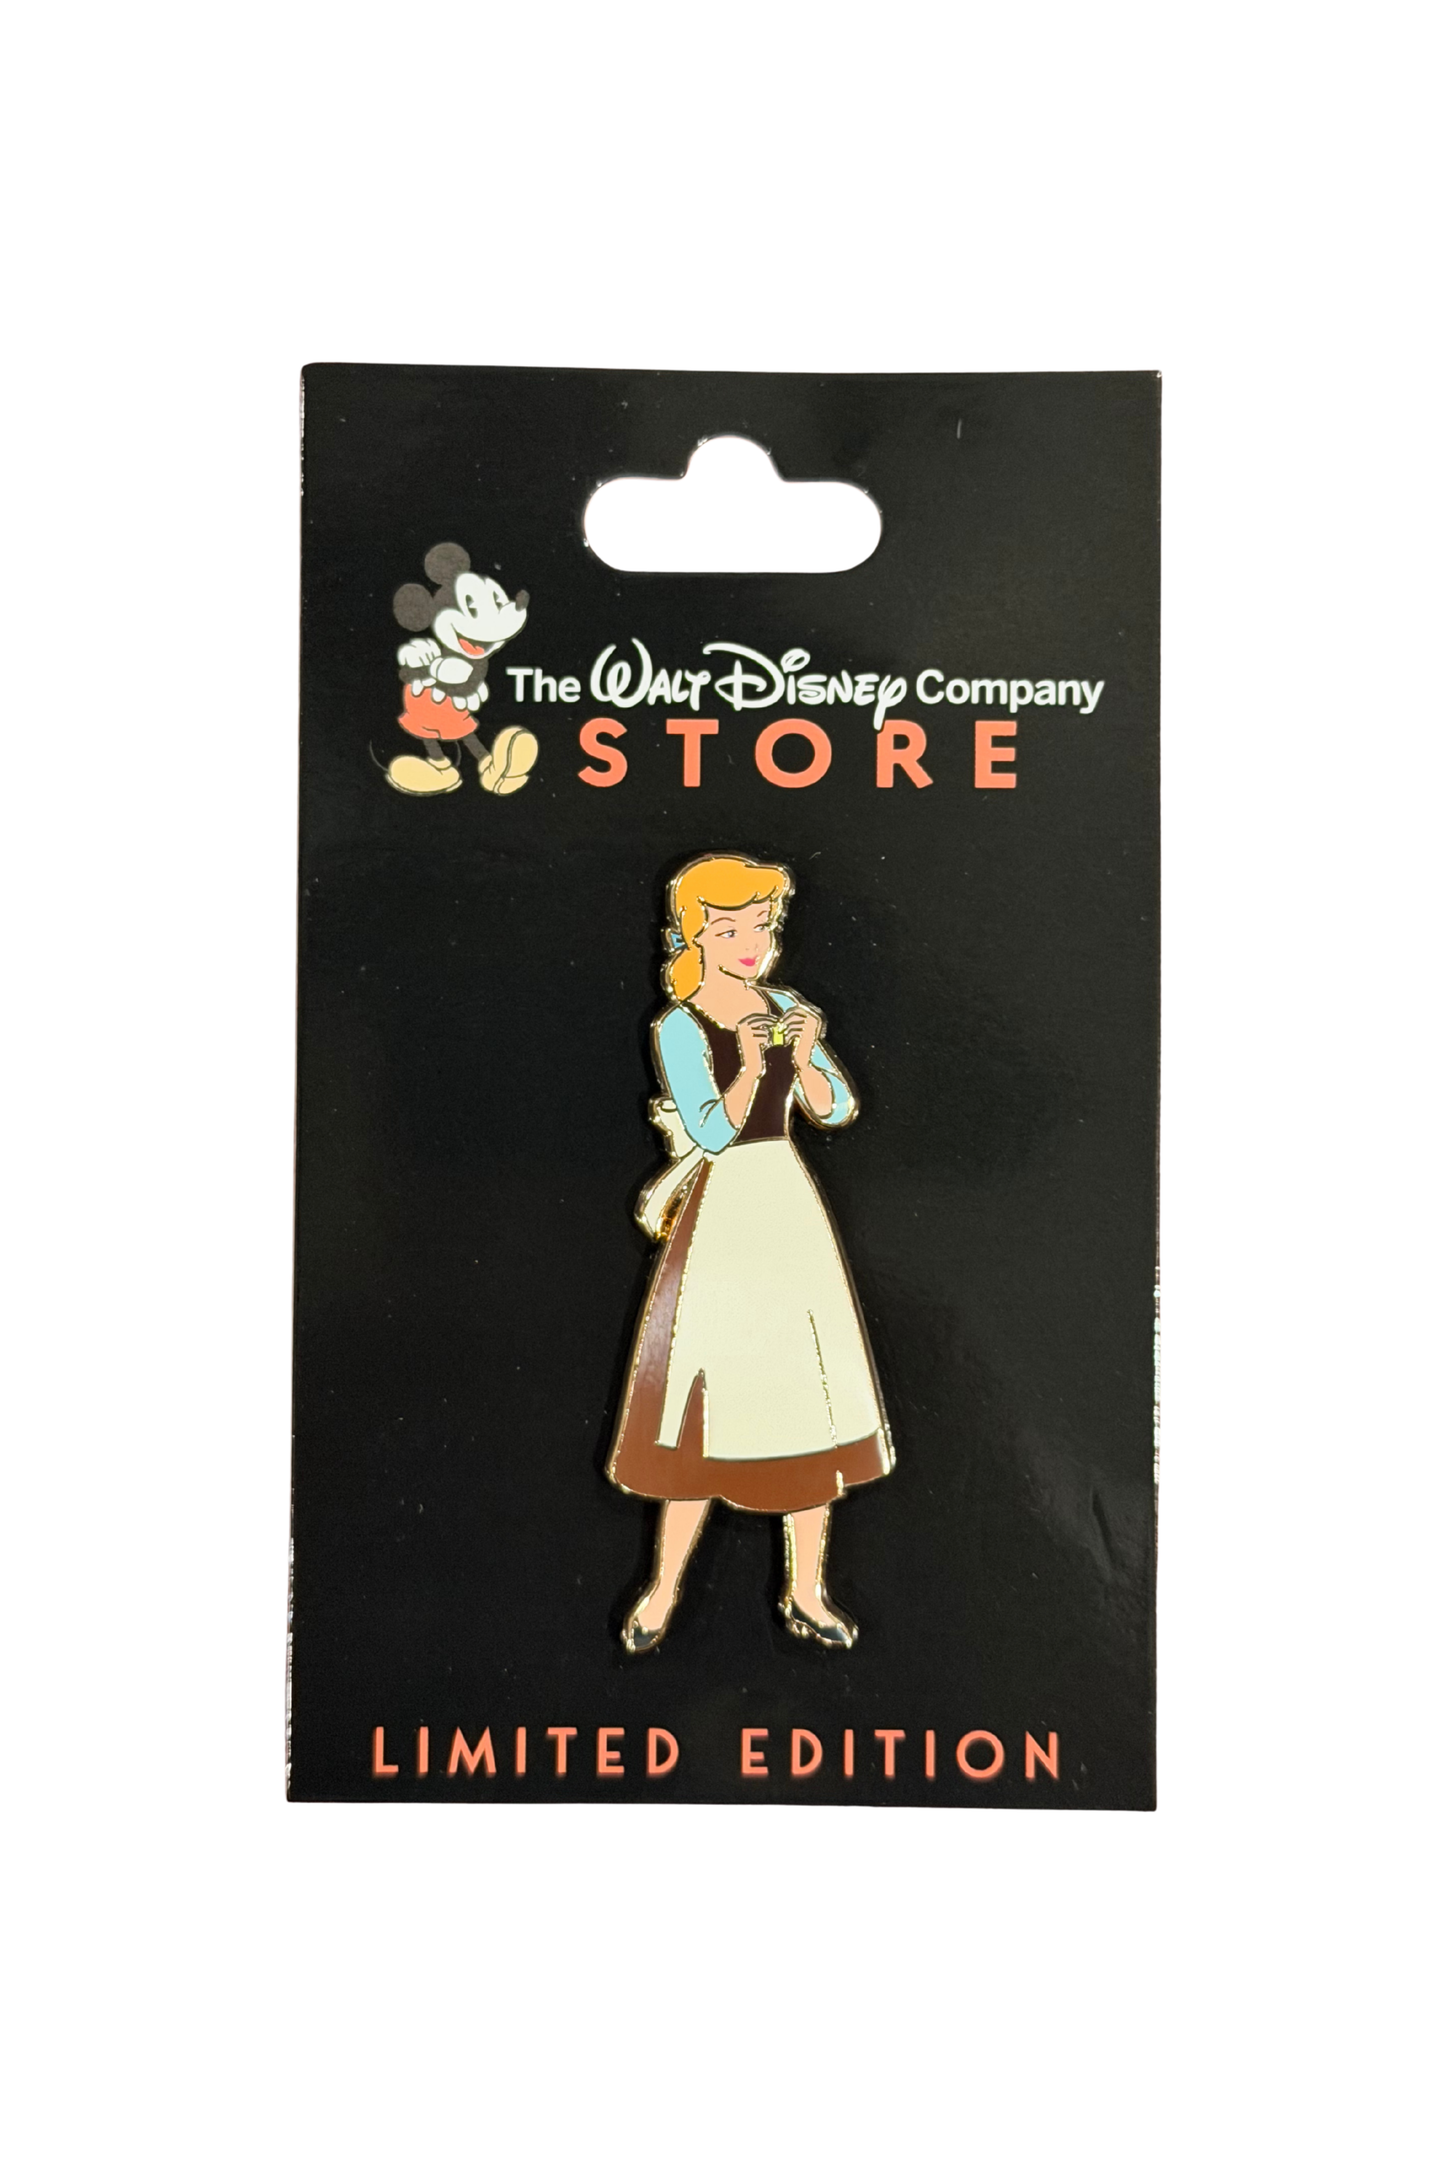 The Walt Disney Company
STORE
LIMITED EDITION